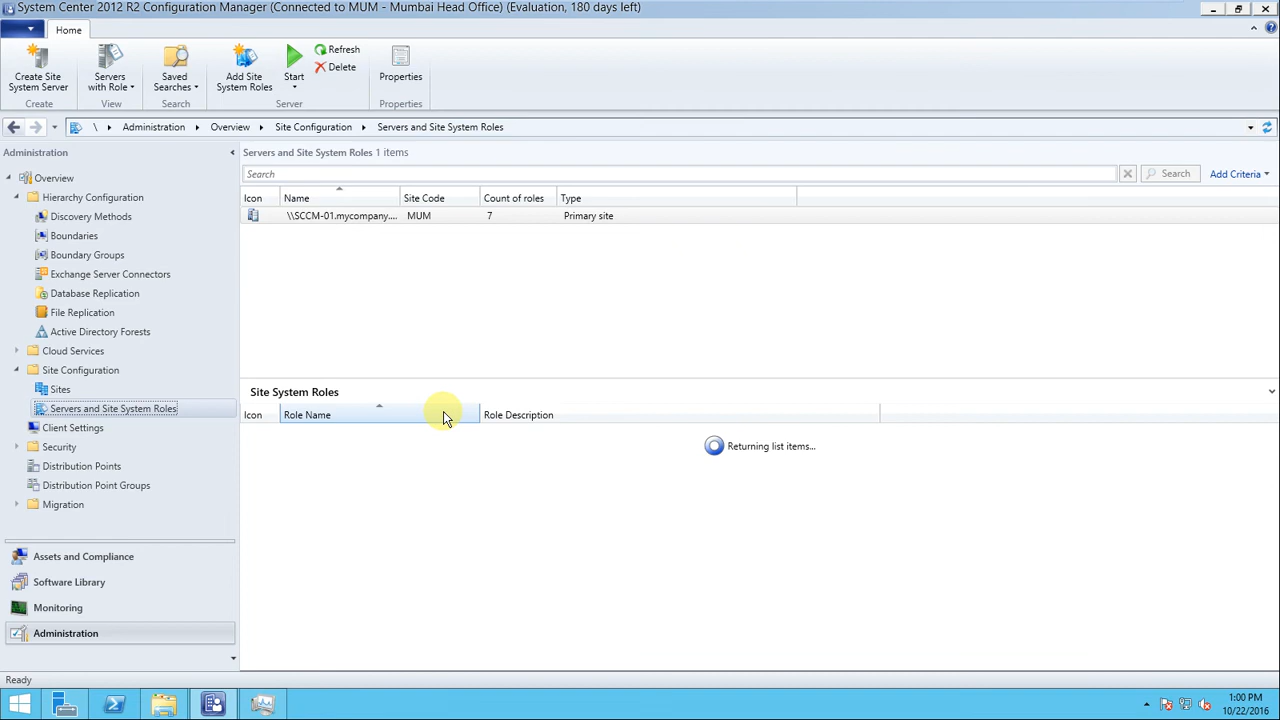 System Center 2012 R2 Configuration Manager (Connected to MUM - Mumbai Head Office) (Evaluation, 180 days left)
Home
Create Site System Server
Servers with Role
Saved Searches
Add Site System Roles
Start
Refresh
Delete
Properties
Create
View
Search
Server
Properties
\ Administration Overview Site Configuration Servers and Site System Roles
Administration
Overview
Hierarchy Configuration
Discovery Methods
Boundaries
Boundary Groups
Exchange Server Connectors
Database Replication
File Replication
Active Directory Forests
Cloud Services
Site Configuration
Sites
Servers and Site System Roles
Client Settings
Security
Distribution Points
Distribution Point Groups
Migration
Assets and Compliance
Software Library
Monitoring
Administration
Servers and Site System Roles 1 items
Search
Search
Add Criteria
Icon Name Site Code Count of roles Type
\\SCCM-01.mycompany.... MUM 7 Primary site
Site System Roles
Icon Role Name Role Description
Returning list items...
Ready
1:00 PM
10/22/2016